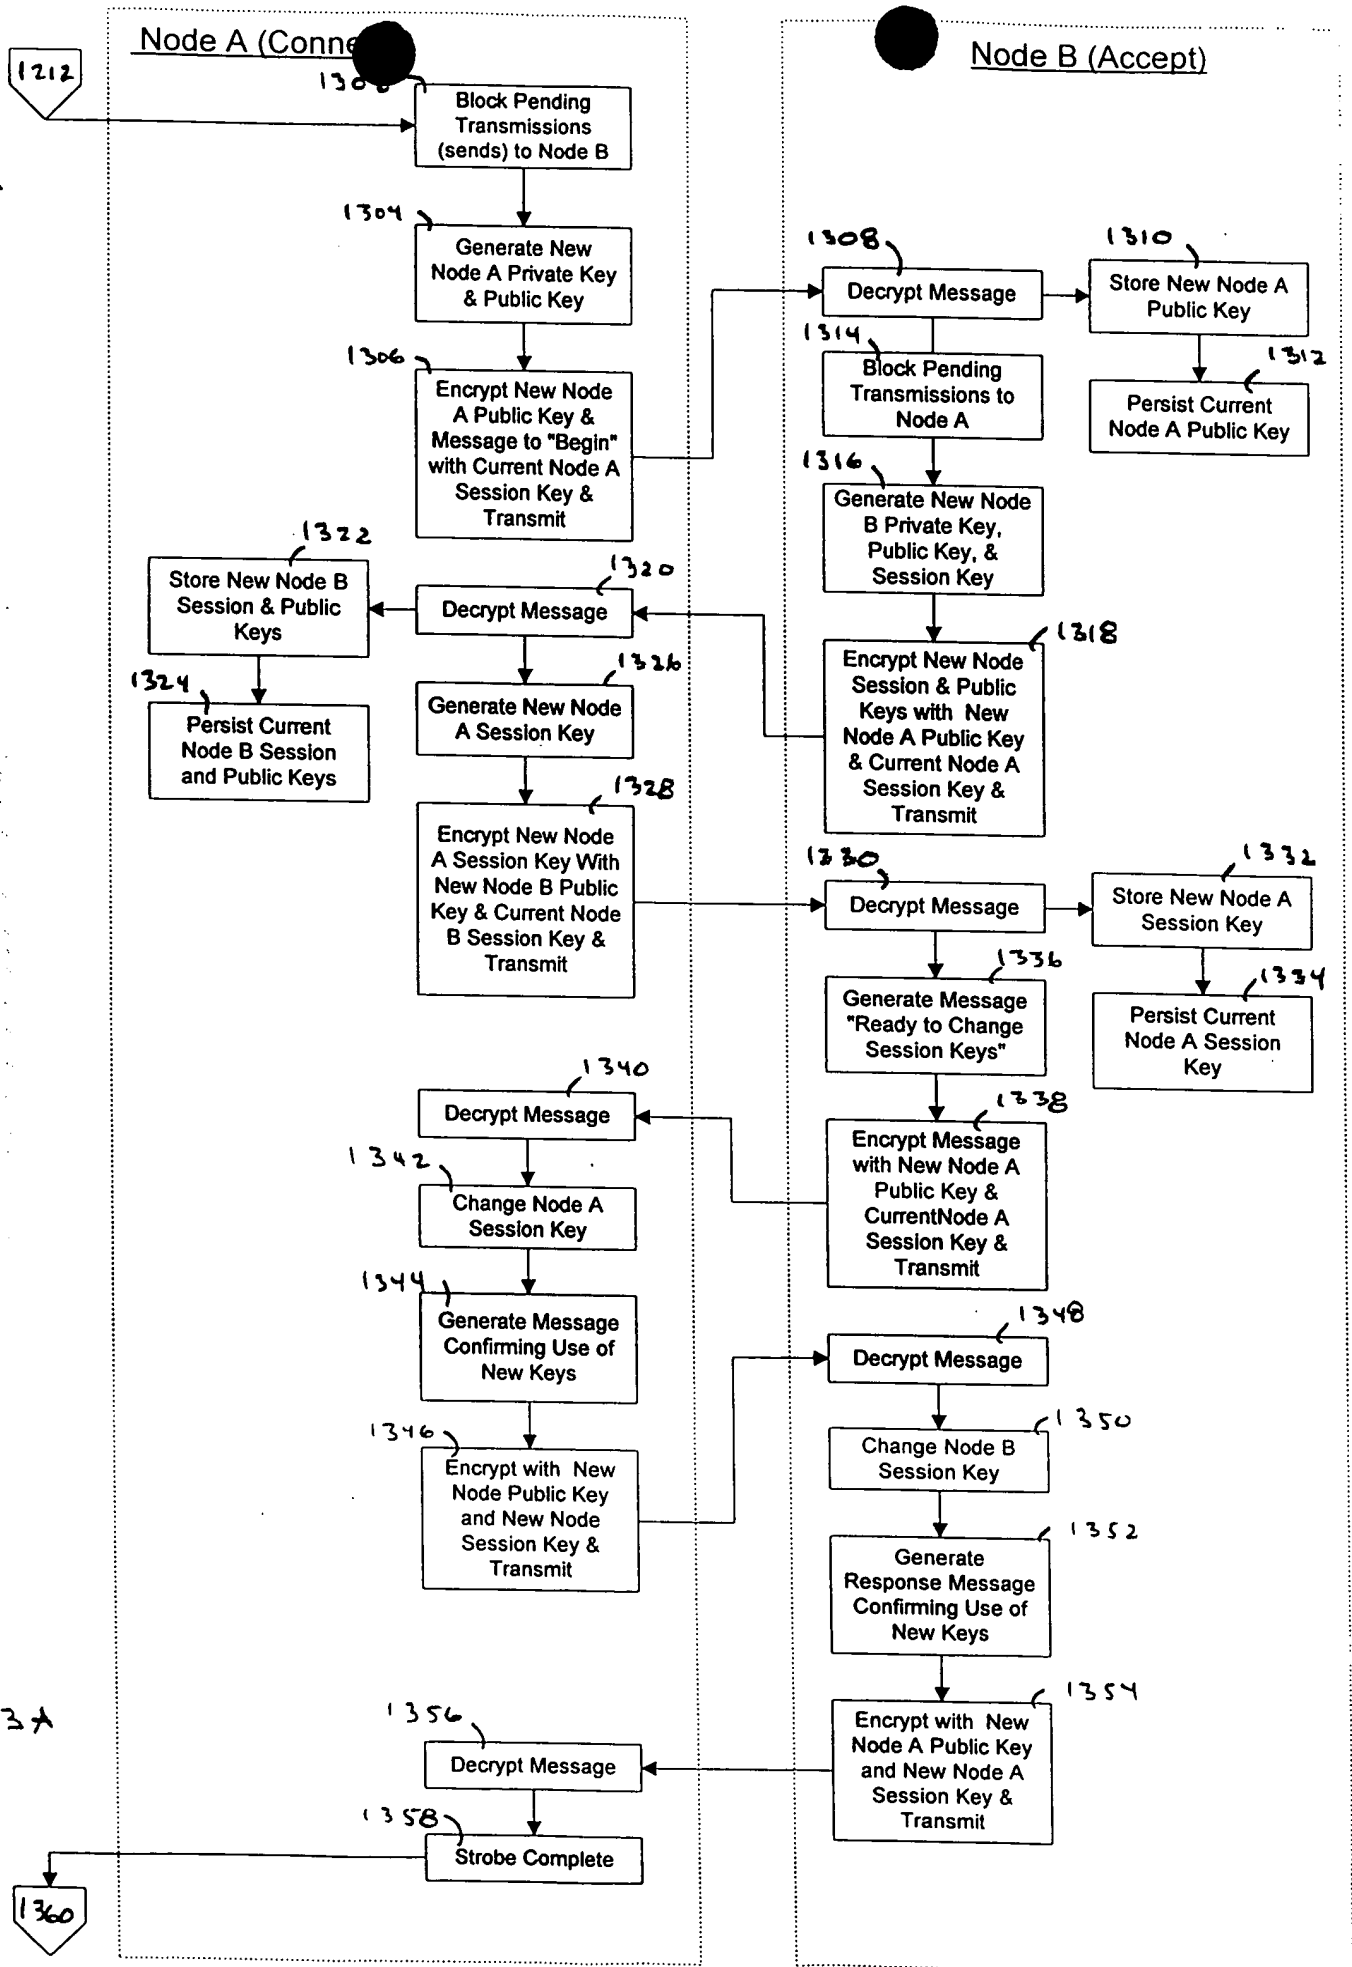 Node A (Conne
Node B (Accept)
1212
Block Pending
Transmissions
(sends) to Node B
1304
Generate New
Node A Private Key
& Public Key
1306
Encrypt New Node
A Public Key &
Message to "Begin"
with Current Node A
Session Key &
Transmit
1308
Decrypt Message
1310
Store New Node A
Public Key
1312
Persist Current
Node A Public Key
1314
Block Pending
Transmissions to
Node A
1316
Generate New Node
B Private Key,
Public Key, &
Session Key
1318
Encrypt New Node
Session & Public
Keys with New
Node A Public Key
& Current Node A
Session Key &
Transmit
1320
Decrypt Message
1322
Store New Node B
Session & Public
Keys
1324
Persist Current
Node B Session
and Public Keys
1326
Generate New Node
A Session Key
1328
Encrypt New Node
A Session Key With
New Node B Public
Key & Current Node
B Session Key &
Transmit
1330
Decrypt Message
1332
Store New Node A
Session Key
1334
Persist Current
Node A Session
Key
1336
Generate Message
"Ready to Change
Session Keys"
1338
Encrypt Message
with New Node A
Public Key &
CurrentNode A
Session Key &
Transmit
1340
Decrypt Message
1342
Change Node A
Session Key
1344
Generate Message
Confirming Use of
New Keys
1346
Encrypt with New
Node Public Key
and New Node
Session Key &
Transmit
1348
Decrypt Message
1350
Change Node B
Session Key
1352
Generate
Response Message
Confirming Use of
New Keys
1354
Encrypt with New
Node A Public Key
and New Node A
Session Key &
Transmit
3A
1356
Decrypt Message
1358
Strobe Complete
1360